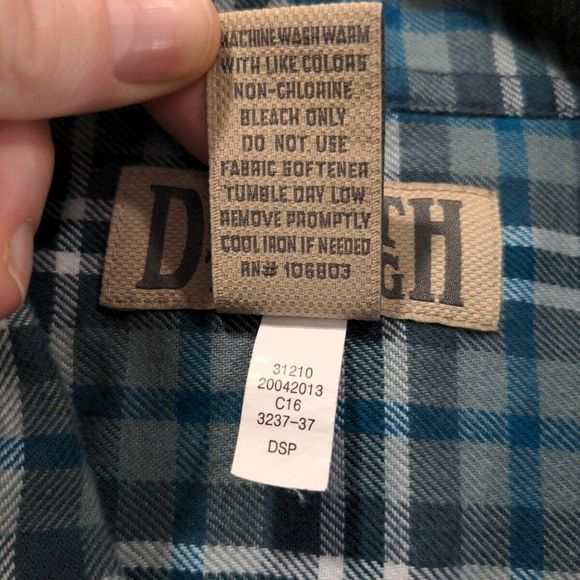 MACHINE WASH WARM
WITH LIKE COLORS
NON-CHLORINE
BLEACH ONLY
DO NOT USE
FABRIC SOFTENER
TUMBLE DRY LOW
REMOVE PROMPTLY
COOL IRON IF NEEDED
RN# 106803
31210
20042013
C16
3237-37
DSP